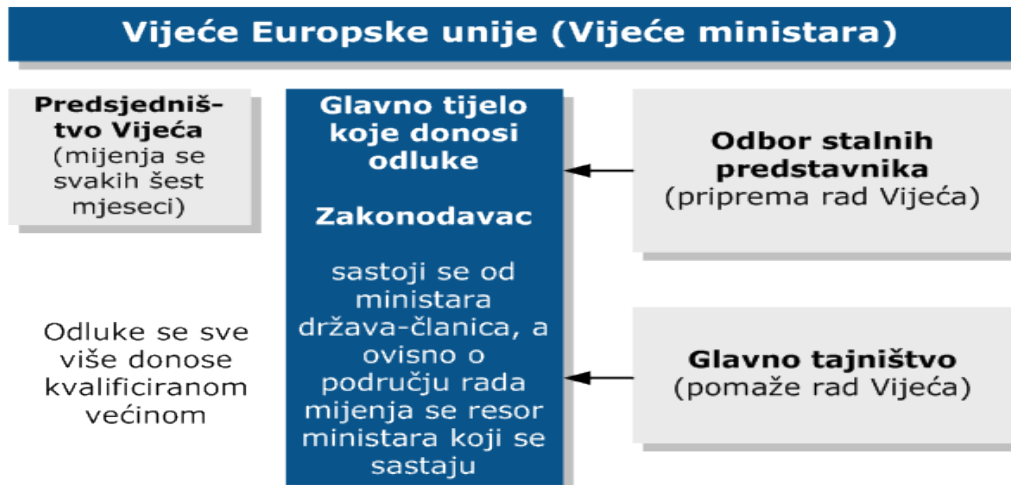 Vijeće Europske unije (Vijeće ministara)
Predsjedniš-
tvo Vijeća
(mijenja se
svakih šest
mjeseci)
Odluke se sve
više donose
kvalificiranom
većinom
Glavno tijelo
koje donosi
odluke
Zakonodavac
sastoji se od
ministara
država-članica, a
ovisno o
području rada
mijenja se resor
ministara koji se
sastaju
Odbor stalnih
predstavnika
(priprema rad Vijeća)
Glavno tajništvo
(pomaže rad Vijeća)